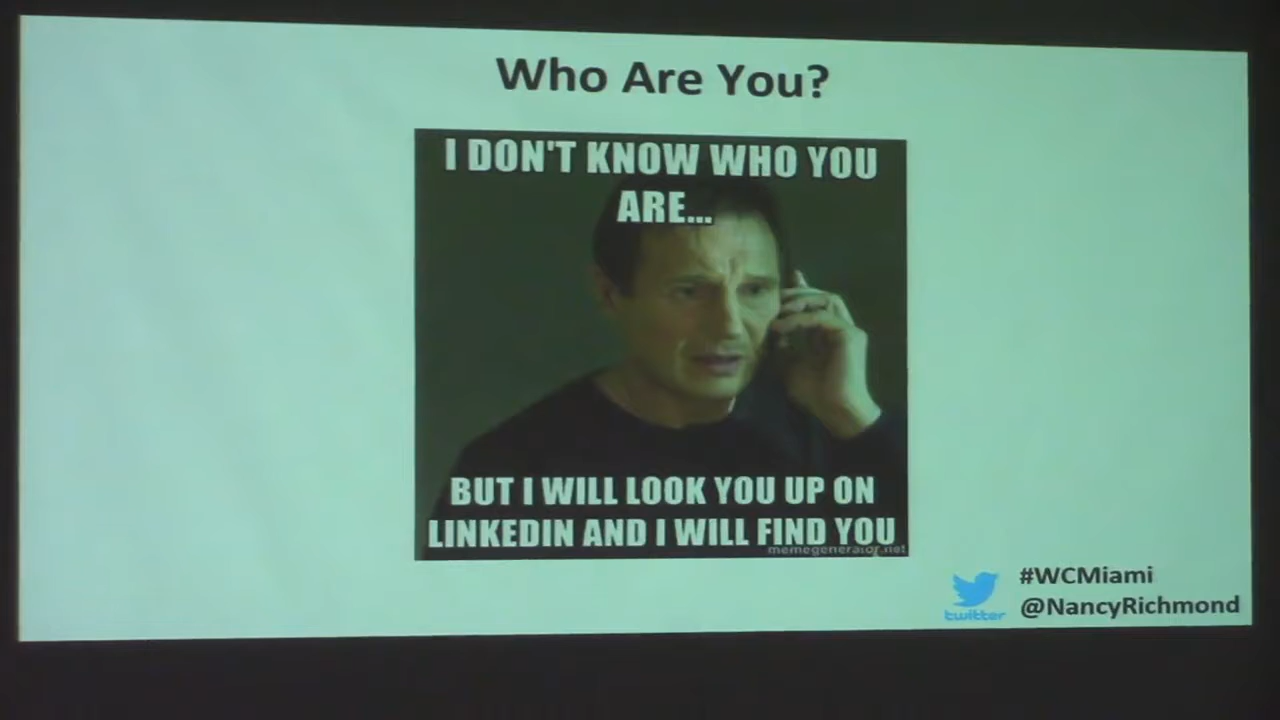 Who Are You?
I DON'T KNOW WHO YOU
ARE...
BUT I WILL LOOK YOU UP ON
LINKEDIN AND I WILL FIND YOU
memegenerator.net
#WCMiami
twitter
@NancyRichmond